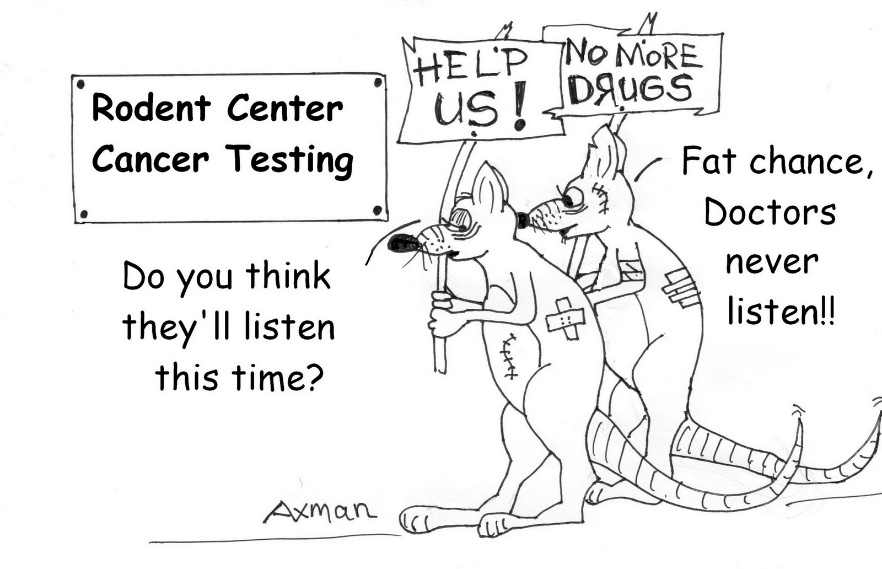 HELP
US!
NO MORE
DRUGS
Rodent Center
Cancer Testing
Do you think
they'll listen
this time?
Fat chance,
Doctors
never
listen!!
Axman